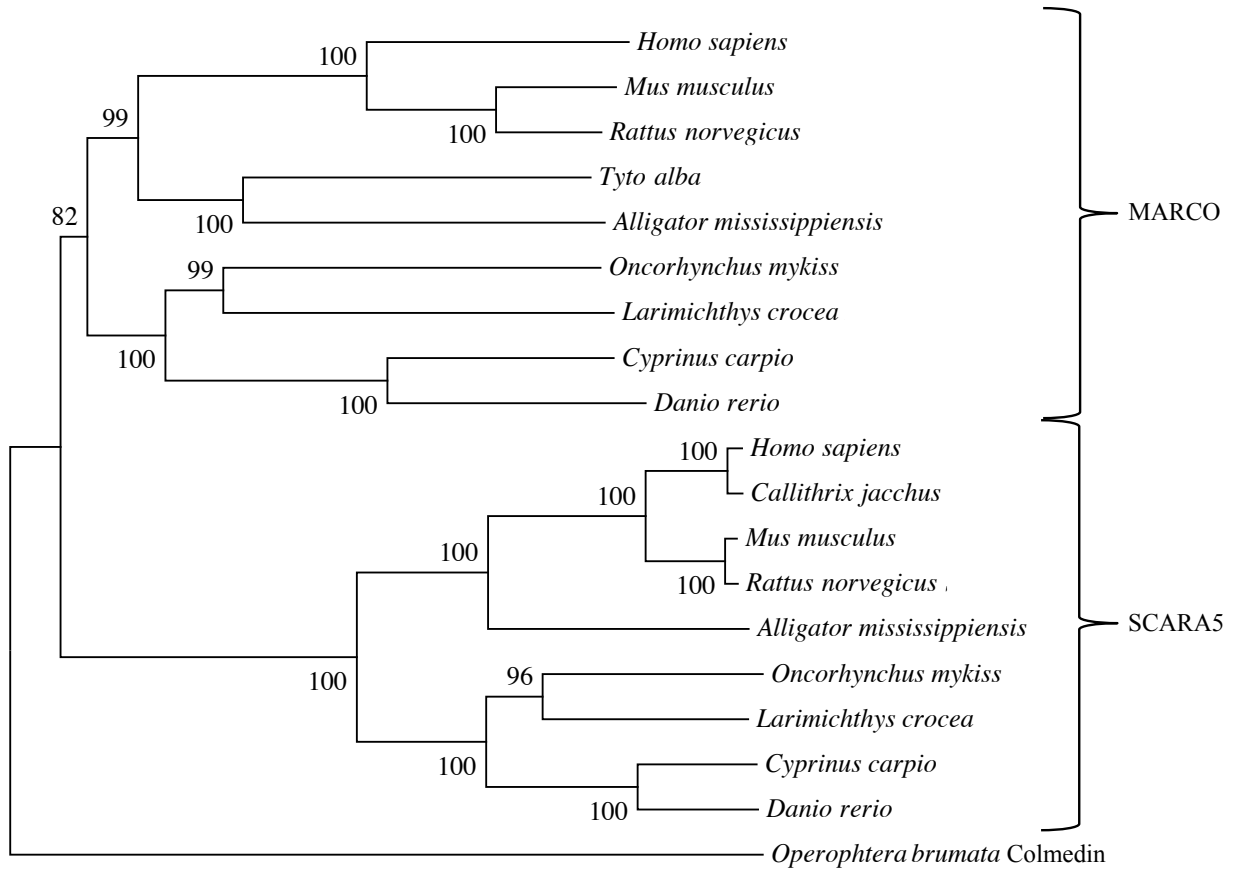 Homo sapiens
100
Mus musculus
99
Rattus norvegicus
100
Tyto alba
82
100
Alligator mississippiensis
MARCO
Oncorhynchus mykiss
99
Larimichthys crocea
100
Cyprinus carpio
100
Danio rerio
Homo sapiens
100
Callithrix jacchus
100
Mus musculus
100
Rattus norvegicus
100
Alligator mississippiensis
SCARA5
100
Oncorhynchus mykiss
96
Larimichthys crocea
100
Cyprinus carpio
100
Danio rerio
Operophtera brumata Colmedin